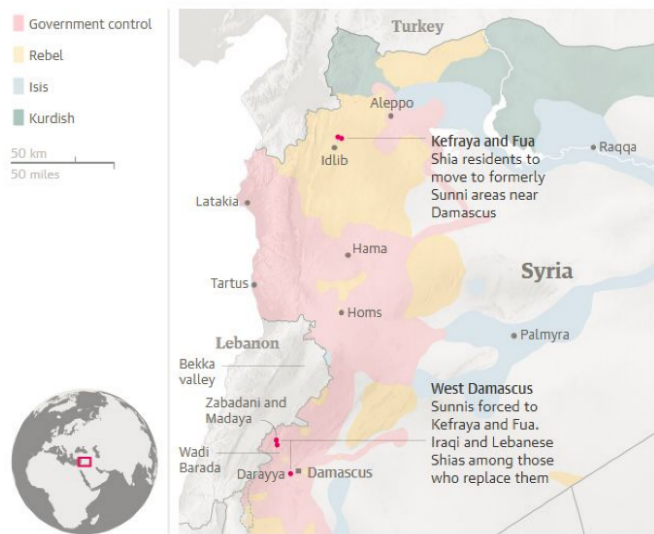 Government control
Rebel
Isis
Kurdish
50 km
50 miles
Turkey
Aleppo
Idlib
Kefraya and Fua
Shia residents to
move to formerly
Sunni areas near
Damascus
Raqqa
Latakia
Hama
Syria
Tartus
Homs
Palmyra
Lebanon
Bekka
valley
Zabadani and
Madaya
Wadi
Barada
Darayya
Damascus
West Damascus
Sunnis forced to
Kefraya and Fua.
Iraqi and Lebanese
Shias among those
who replace them